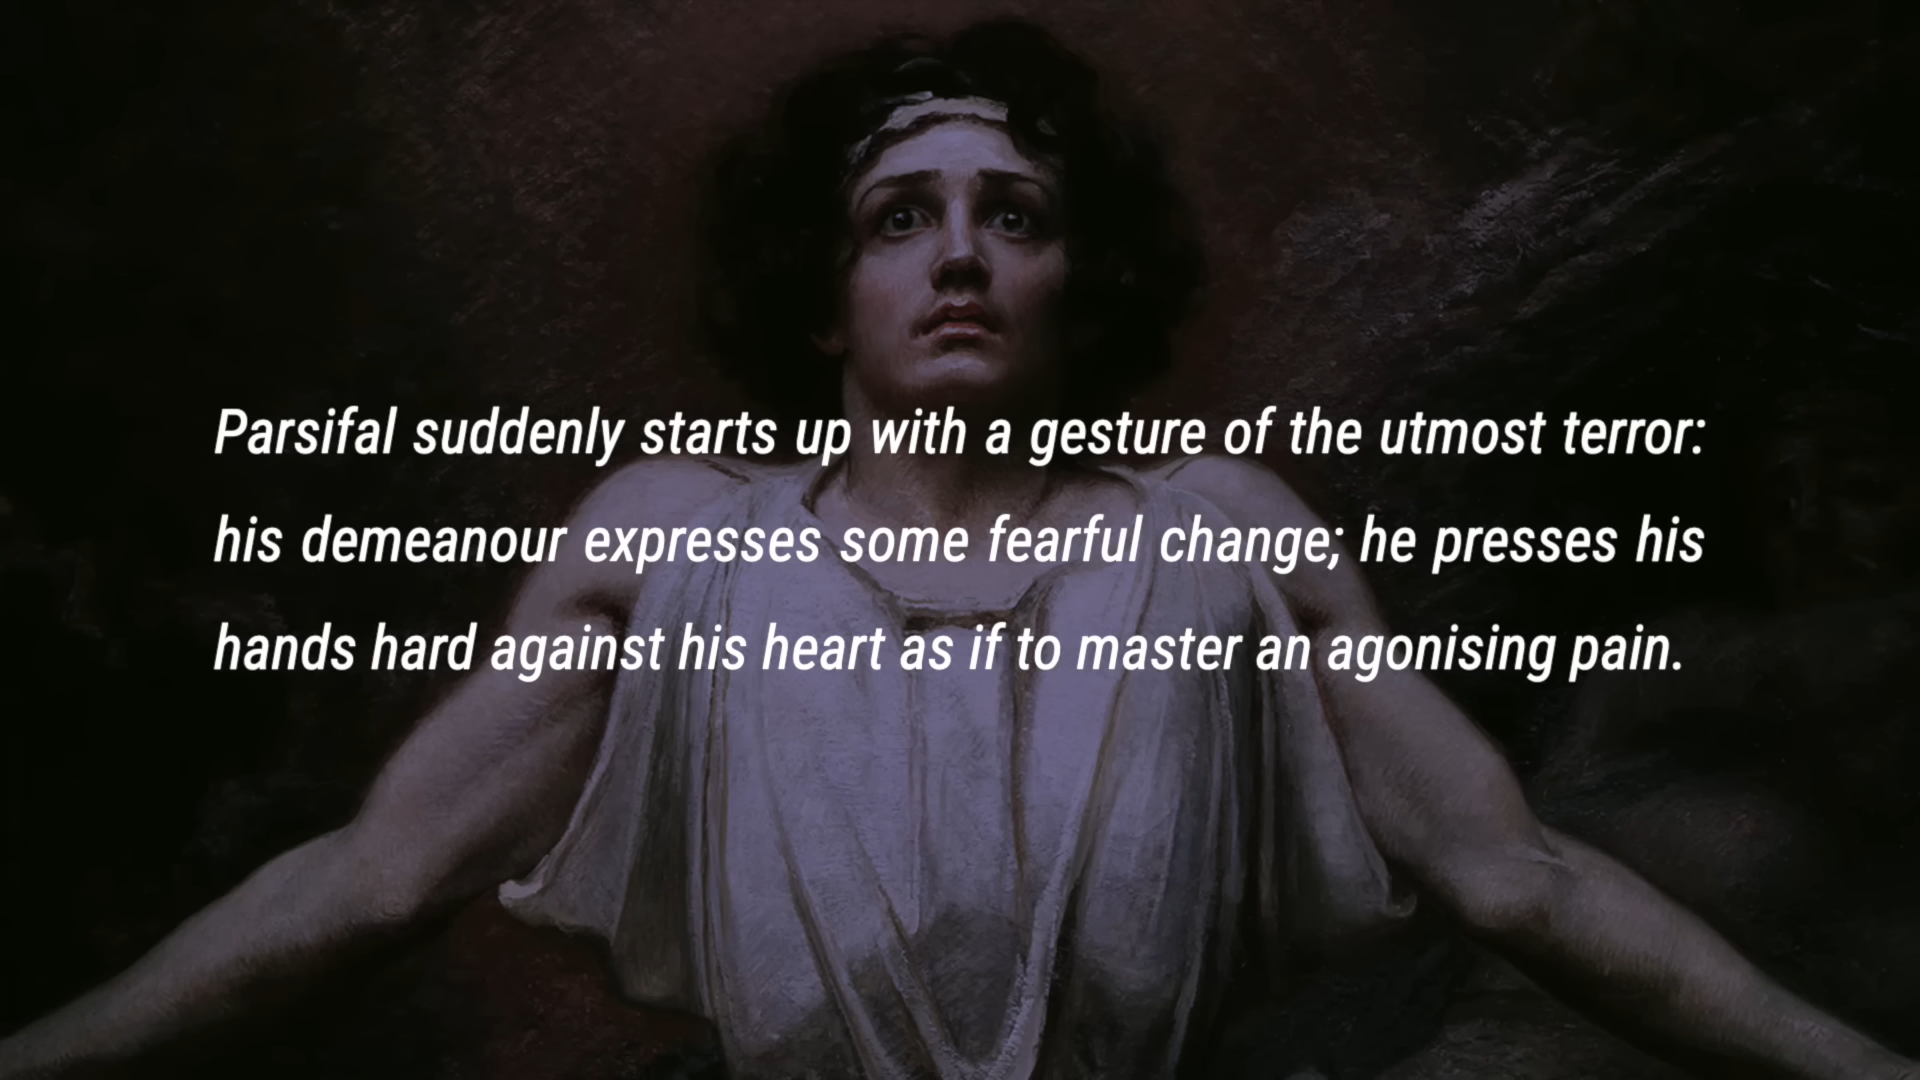 Parsifal suddenly starts up with a gesture of the utmost terror:
his demeanour expresses some fearful change; he presses his
hands hard against his heart as if to master an agonising pain.